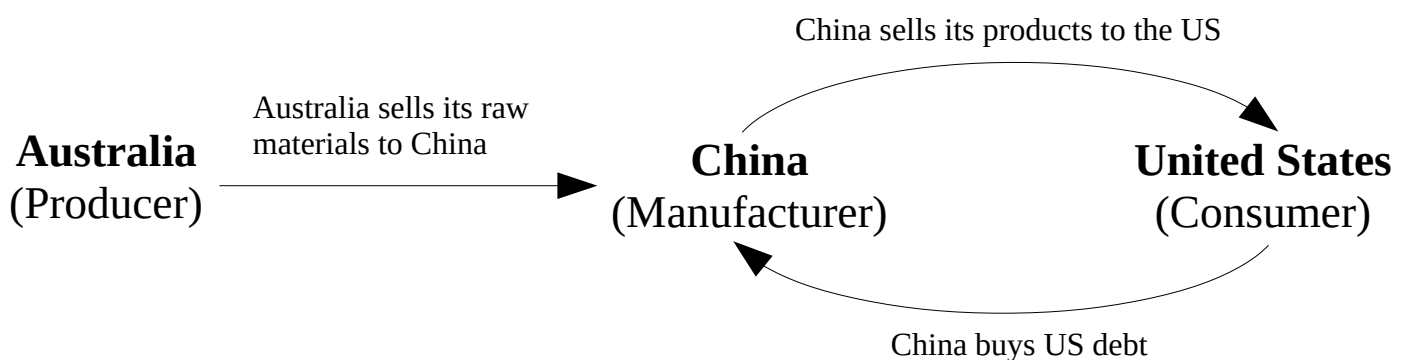 China sells its products to the US
Australia sells its raw
materials to China
Australia
(Producer)
China
(Manufacturer)
United States
(Consumer)
China buys US debt